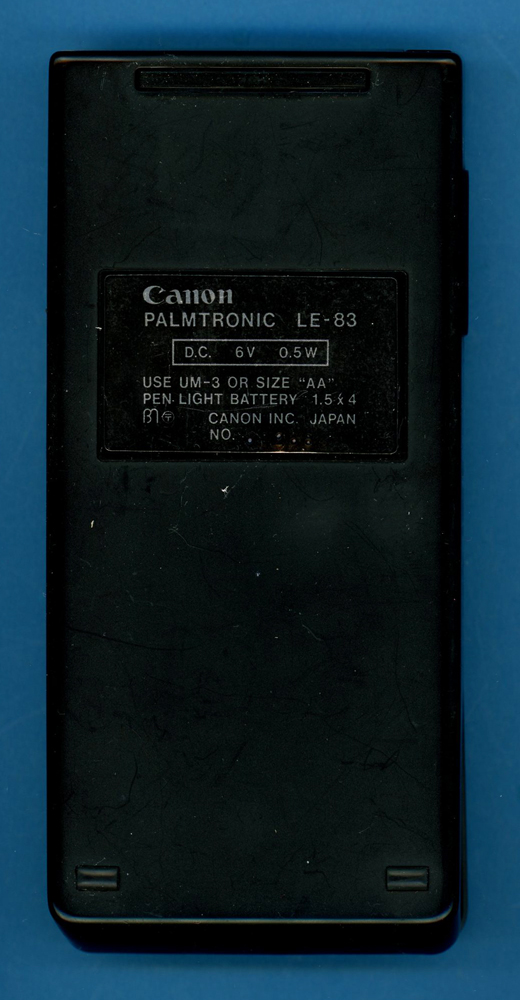 Canon
PALMTRONIC LE-83
D.C. 6V 0.5W
USE UM-3 OR SIZE "AA"
PEN LIGHT BATTERY 1.5 x 4
CANON INC. JAPAN
NO.